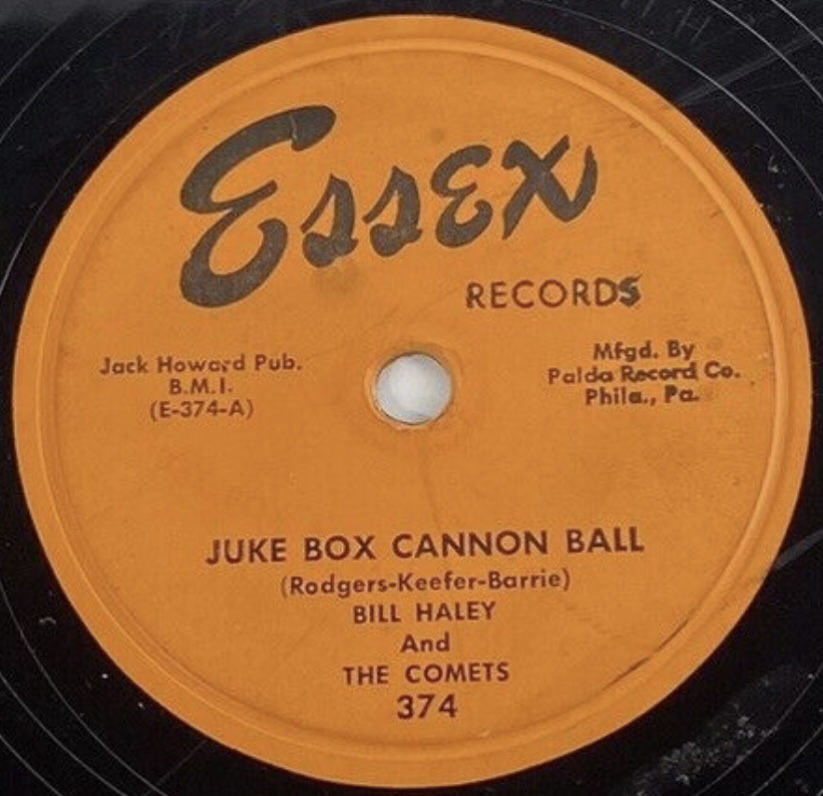 Essex
RECORDS
Jack Howard Pub.
B.M.I.
(E-374-A)
Mfgd. By
Palda Record Co.
Phila., Pa.
JUKE BOX CANNON BALL
(Rodgers-Keefer-Barrie)
BILL HALEY
And
THE COMETS
374